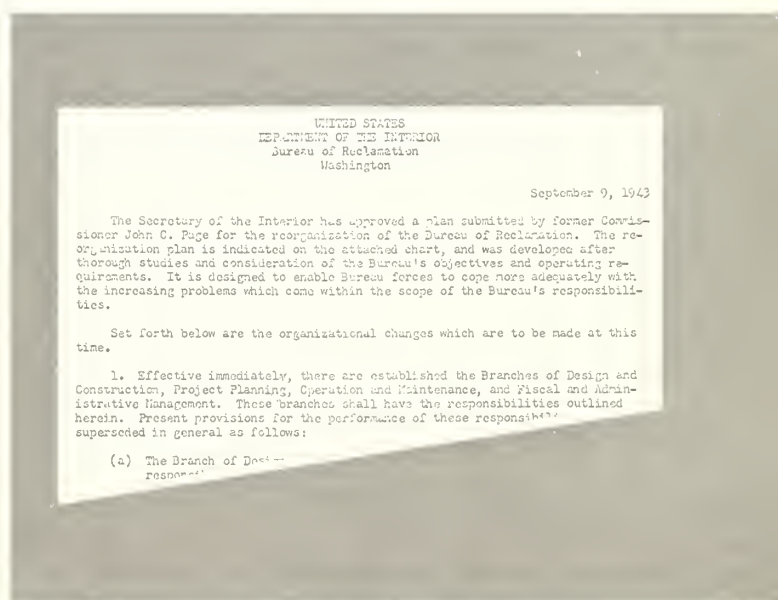 UNITED STATES
DEPARTMENT OF THE INTERIOR
Bureau of Reclamation
Washington
September 9, 1943
The Secretary of the Interior has approved a plan submitted by former Commis-
sioner John C. Page for the reorganization of the Bureau of Reclamation. The re-
organization plan is indicated on the attached chart, and was developed after
thorough studies and consideration of the Bureau's objectives and operating re-
quirements. It is designed to enable Bureau forces to cope more adequately with
the increasing problems which come within the scope of the Bureau's responsibili-
ties.
Set forth below are the organizational changes which are to be made at this
time.
1. Effective immediately, there are established the Branches of Design and
Construction, Project Planning, Operation and Maintenance, and Fiscal and Admin-
istrative Management. These branches shall have the responsibilities outlined
herein. Present provisions for the performance of these
superseded in general as follows:
(a) The Branch of